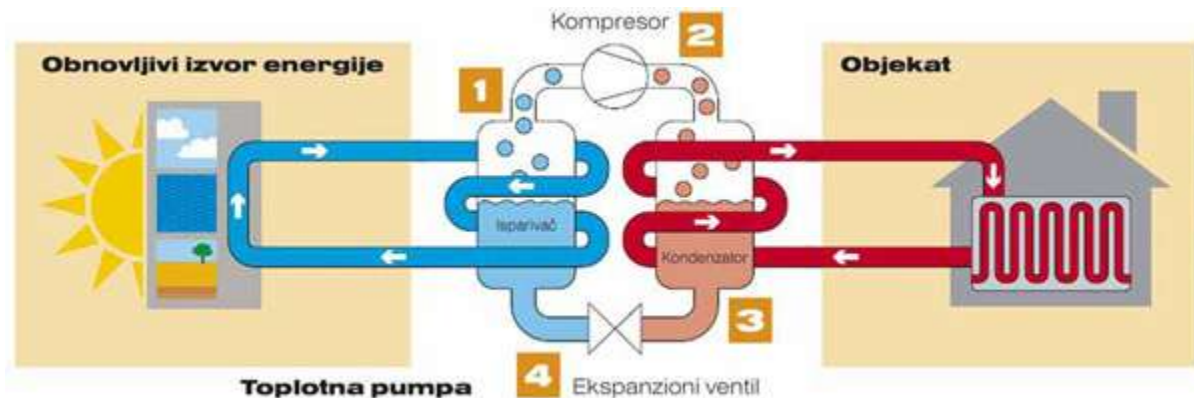 Kompresor
2
Obnovljivi izvor energije
Objekat
1
Isparivač
Kondenzator
3
4
Ekspanzioni ventil
Toplotna pumpa